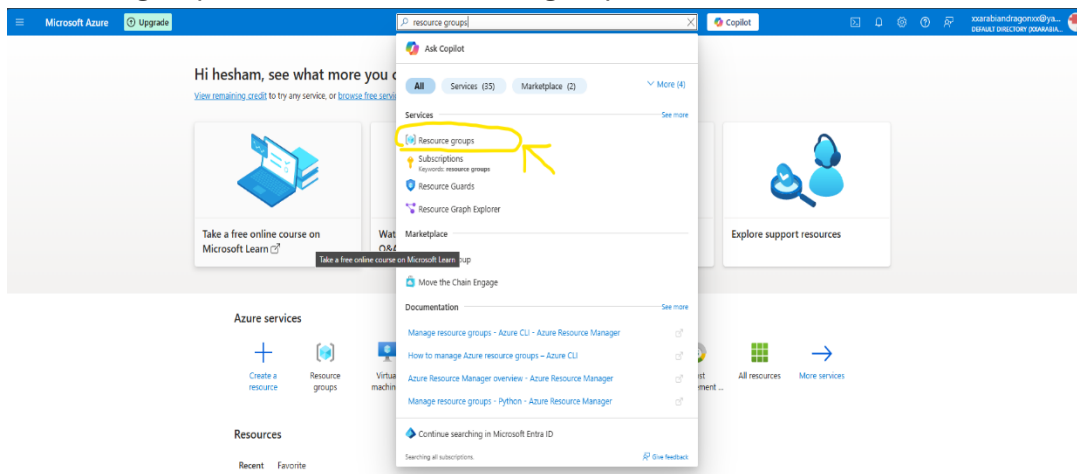 Microsoft Azure
Upgrade
resource groups
Copilot
xxarabiandragonxx@ya...
DEFAULT DIRECTORY (XXARABIA...
Ask Copilot
Hi hesham, see what more you
All
Services (35)
Marketplace (2)
More (4)
View remaining credit to try any service, or browse free servi
Services
See more
Resource groups
Subscriptions
Keywords: resource groups
Resource Guards
Resource Graph Explorer
Marketplace
Take a free online course on
Microsoft Learn
Wat
Q&A
Explore support resources
Take a free online course on Microsoft Learn
oup
Move the Chain Engage
Documentation
See more
Azure services
Manage resource groups - Azure CLI - Azure Resource Manager
How to manage Azure resource groups – Azure CLI
Azure Resource Manager overview - Azure Resource Manager
Manage resource groups - Python - Azure Resource Manager
Create a
resource
Resource
groups
Virtua
machin
st
ment ...
All resources
More services
Continue searching in Microsoft Entra ID
Resources
Searching all subscriptions.
Give feedback
Recent
Favorite